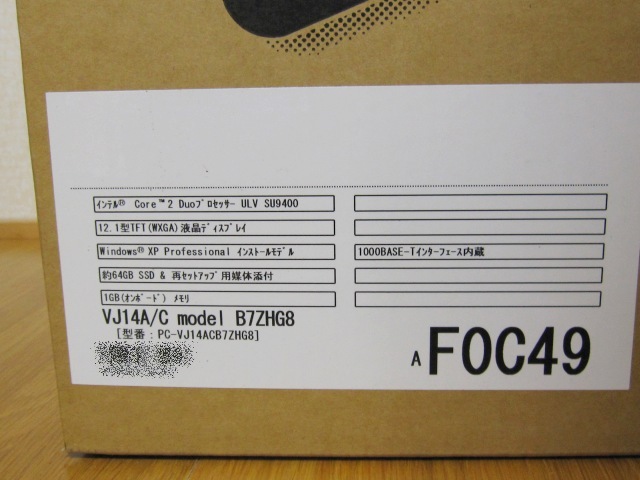 インテル® Core™2 Duoプロセッサー ULV SU9400
12.1型TFT(WXGA)液晶ディスプレイ
Windows® XP Professional インストールモデル
1000BASE-Tインターフェース内蔵
約64GB SSD & 再セットアップ用媒体添付
1GB(オンボード) メモリ
VJ14A/C model B7ZHG8
[型番:PC-VJ14ACB7ZHG8]
A F0C49